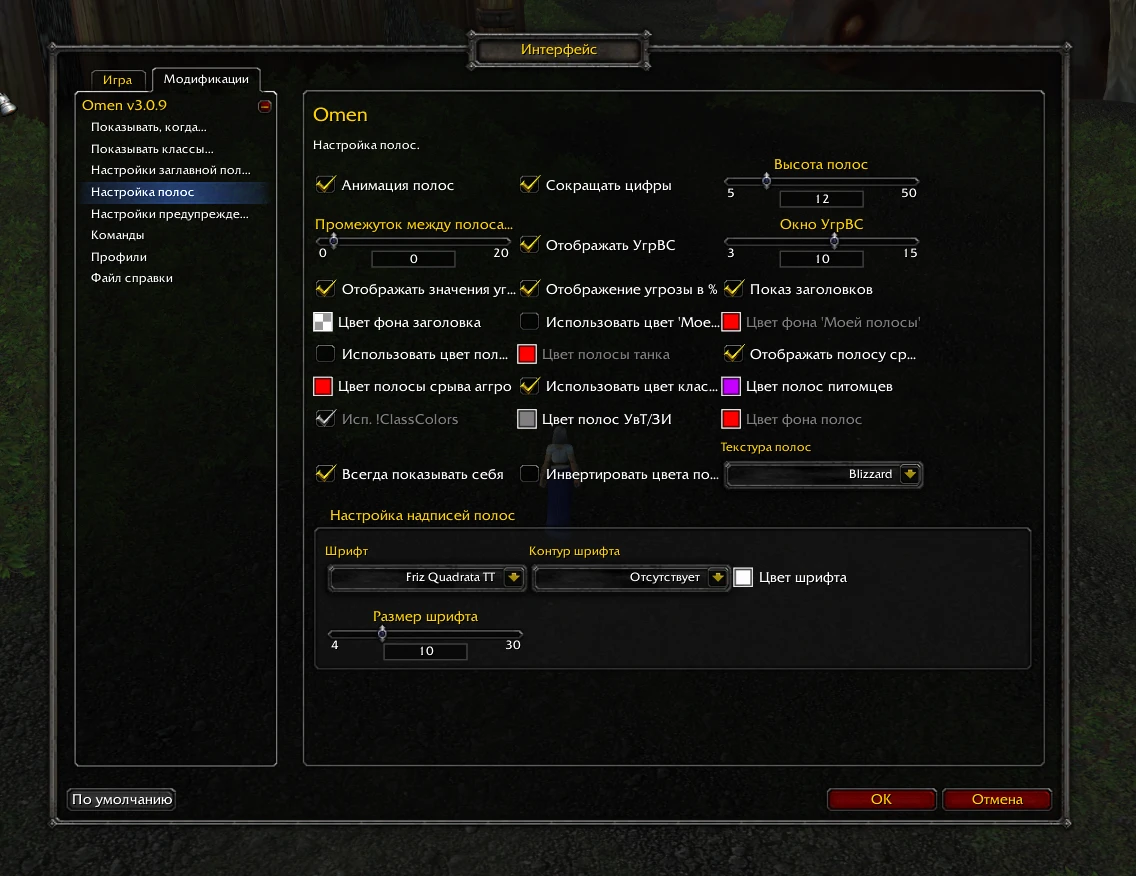 Интерфейс
Игра
Модификации
Omen v3.0.9
Показывать, когда...
Показывать классы...
Настройки заглавной пол...
Настройка полос
Настройки предупрежде...
Команды
Профили
Файл справки
Omen
Настройка полос.
Анимация полос
Сокращать цифры
Высота полос
5
12
50
Промежуток между полоса...
0
0
20
Отображать УгрВС
Окно УгрВС
3
10
15
Отображать значения уг...
Отображение угрозы в %
Показ заголовков
Цвет фона заголовка
Использовать цвет 'Мое...
Цвет фона 'Моей полосы'
Использовать цвет пол...
Цвет полосы танка
Отображать полосу ср...
Цвет полосы срыва аггро
Использовать цвет клас...
Цвет полос питомцев
Исп. !ClassColors
Цвет полос УвТ/ЗИ
Цвет фона полос
Всегда показывать себя
Инвертировать цвета по...
Текстура полос
Blizzard
Настройка надписей полос
Шрифт
Friz Quadrata TT
Контур шрифта
Отсутствует
Цвет шрифта
Размер шрифта
4
10
30
По умолчанию
ОК
Отмена